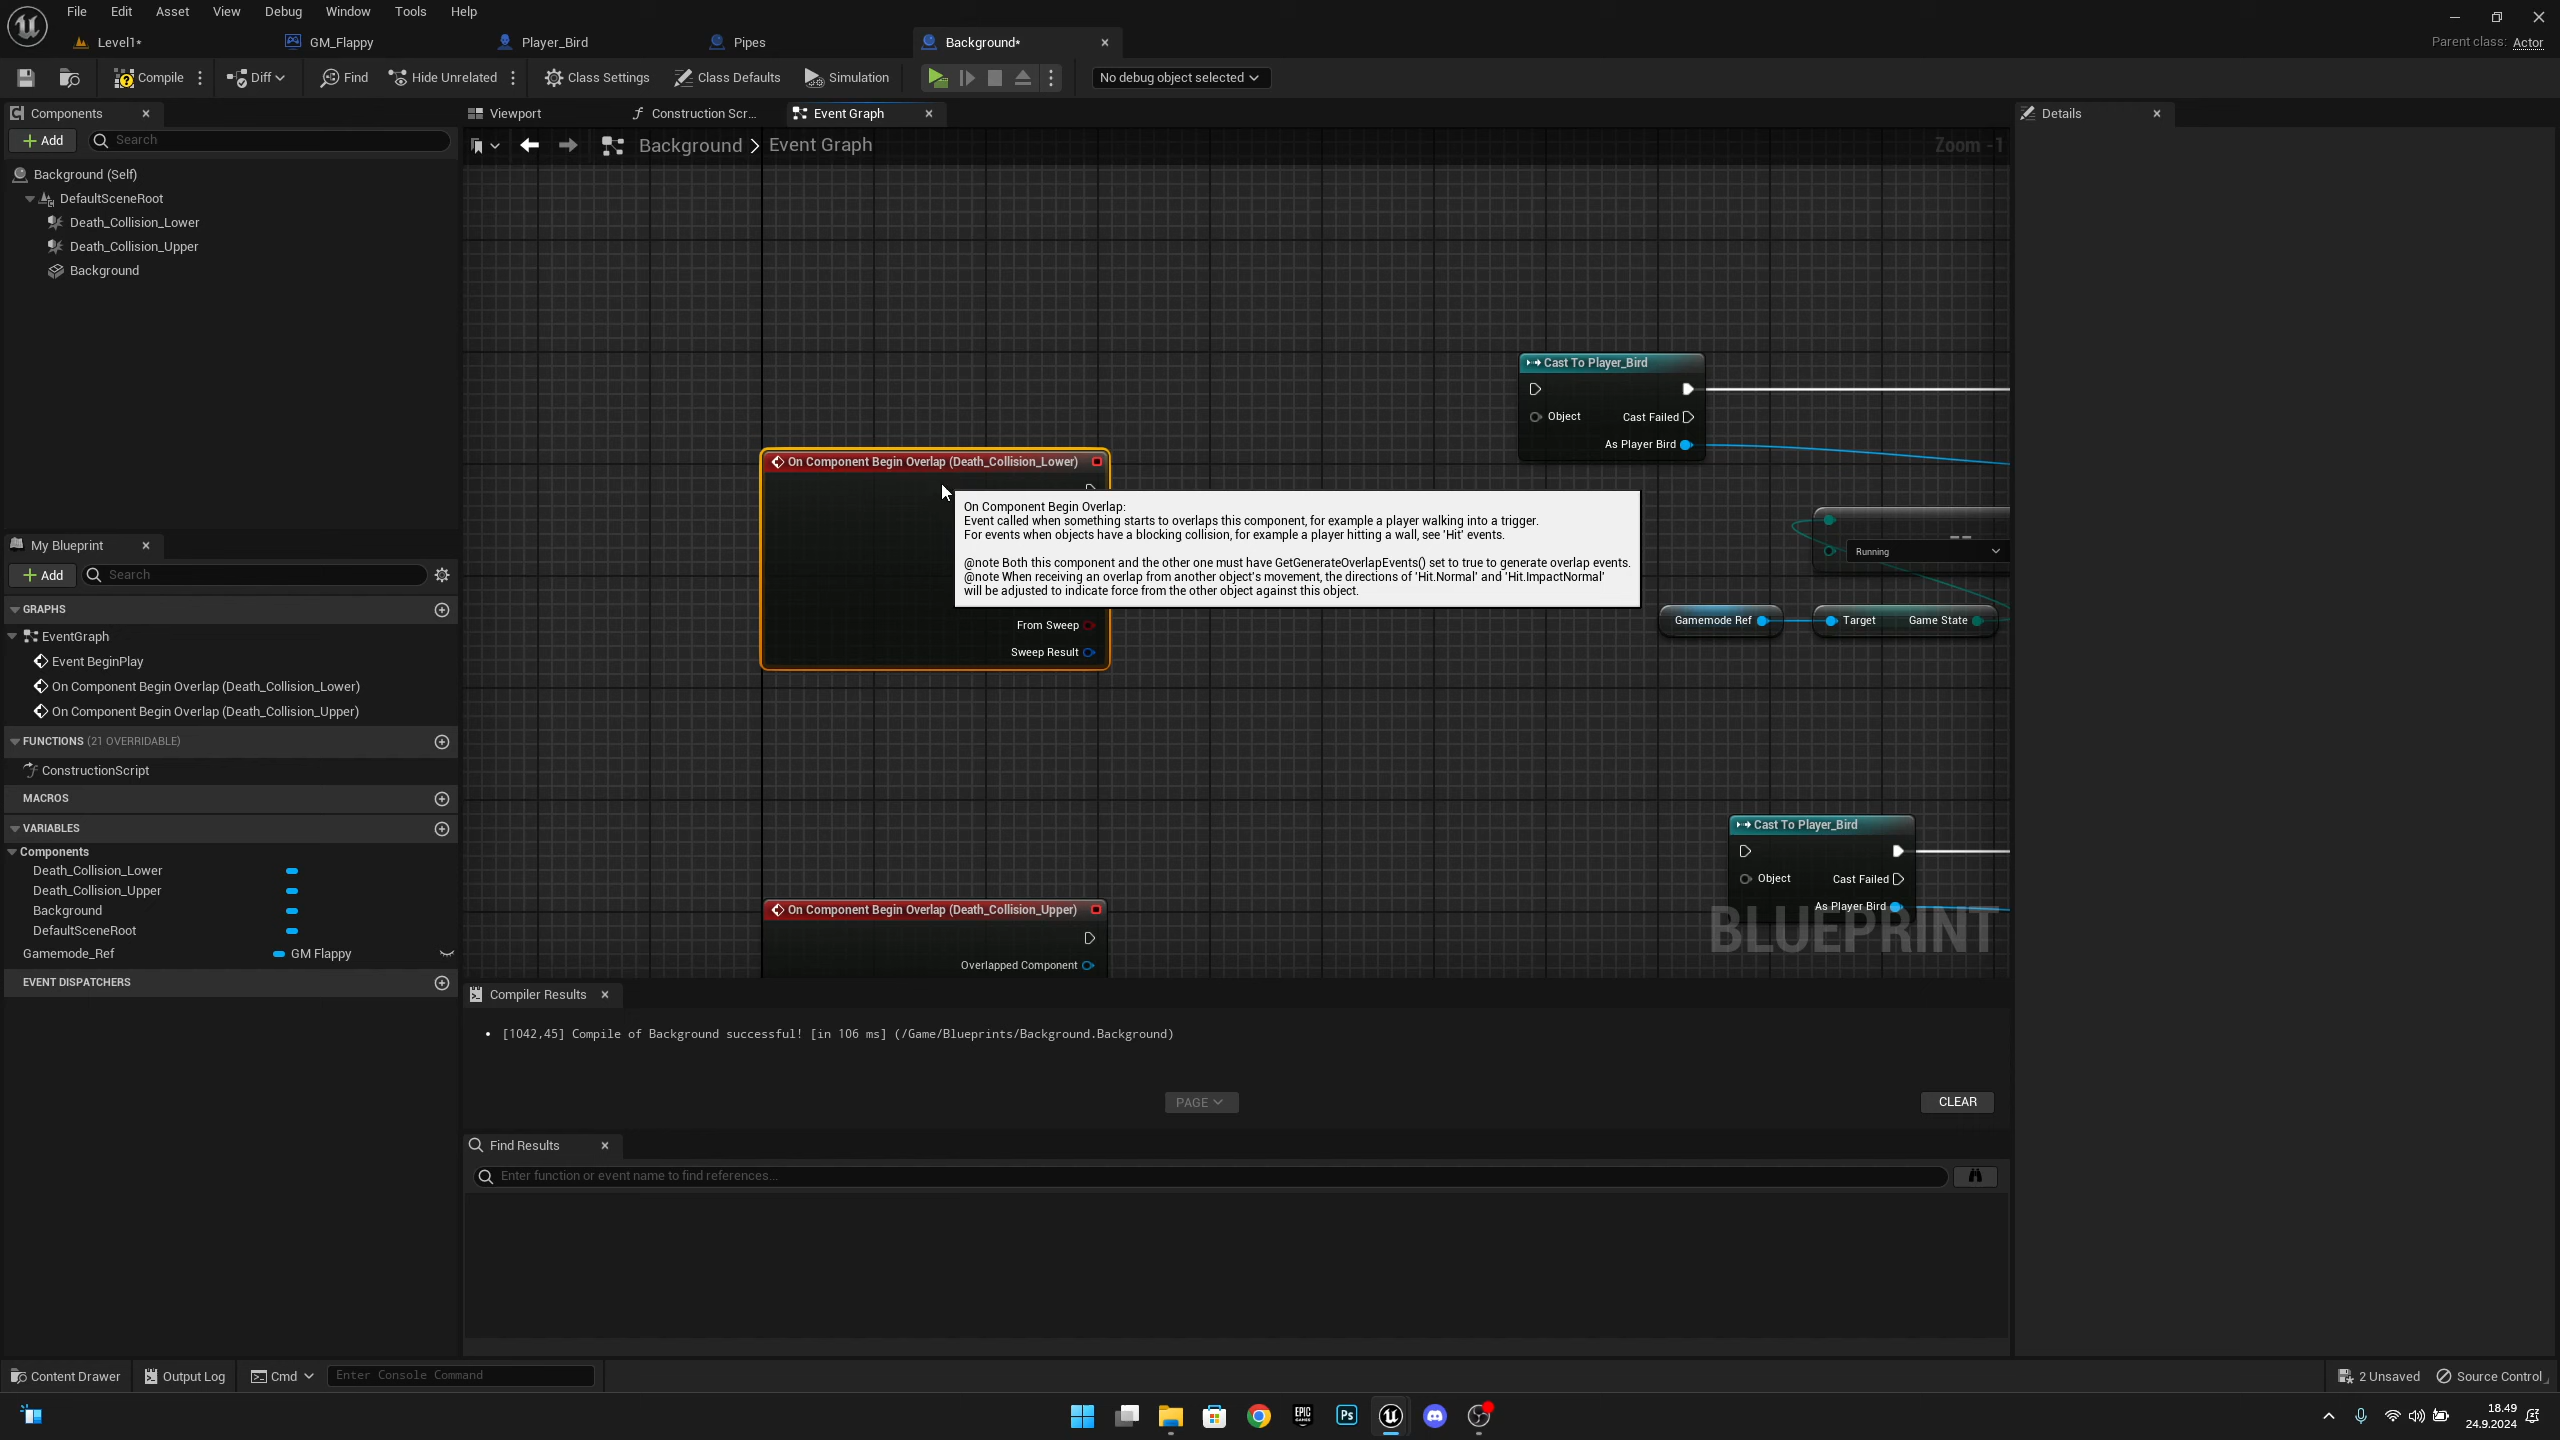 File Edit Asset View Debug Window Tools Help
Level1* GM_Flappy Player_Bird Pipes Background* Parent class: Actor
Compile Diff Find Hide Unrelated Class Settings Class Defaults Simulation No debug object selected
Components
Viewport Construction Scr... Event Graph Details
Add Search
Background > Event Graph Zoom -1
Background (Self)
DefaultSceneRoot
Death_Collision_Lower
Death_Collision_Upper
Background
Cast To Player_Bird
Object Cast Failed
As Player Bird
On Component Begin Overlap (Death_Collision_Lower)
On Component Begin Overlap:
Event called when something starts to overlaps this component, for example a player walking into a trigger.
For events when objects have a blocking collision, for example a player hitting a wall, see 'Hit' events.
@note Both this component and the other one must have GetGenerateOverlapEvents() set to true to generate overlap events.
@note When receiving an overlap from another object's movement, the directions of 'Hit.Normal' and 'Hit.ImpactNormal'
will be adjusted to indicate force from the other object against this object.
From Sweep
Sweep Result
==
Running
Gamemode Ref Target Game State
My Blueprint
Add Search
GRAPHS
EventGraph
Event BeginPlay
On Component Begin Overlap (Death_Collision_Lower)
On Component Begin Overlap (Death_Collision_Upper)
FUNCTIONS (21 OVERRIDABLE)
ConstructionScript
MACROS
VARIABLES
Components
Death_Collision_Lower
Death_Collision_Upper
Background
DefaultSceneRoot
Gamemode_Ref GM Flappy
EVENT DISPATCHERS
Cast To Player_Bird
Object Cast Failed
As Player Bird
BLUEPRINT
On Component Begin Overlap (Death_Collision_Upper)
Overlapped Component
Compiler Results
• [1042,45] Compile of Background successful! [in 106 ms] (/Game/Blueprints/Background.Background)
PAGE CLEAR
Find Results
Enter function or event name to find references...
Content Drawer Output Log Cmd Enter Console Command 2 Unsaved Source Control
EPIC GAMES Ps
18.49
24.9.2024